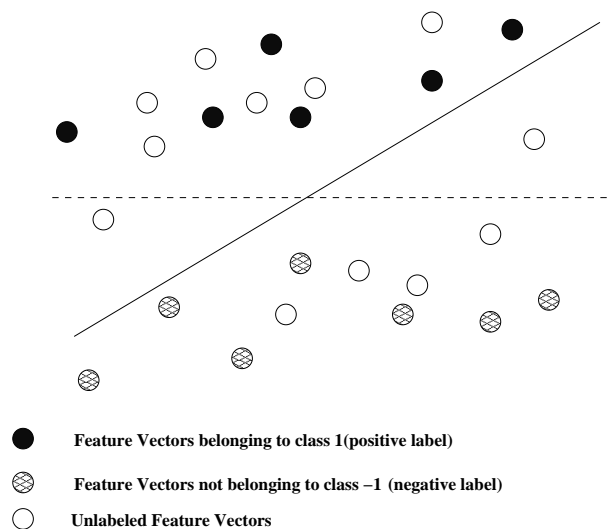 Feature Vectors belonging to class 1(positive label)
Feature Vectors not belonging to class −1 (negative label)
Unlabeled Feature Vectors